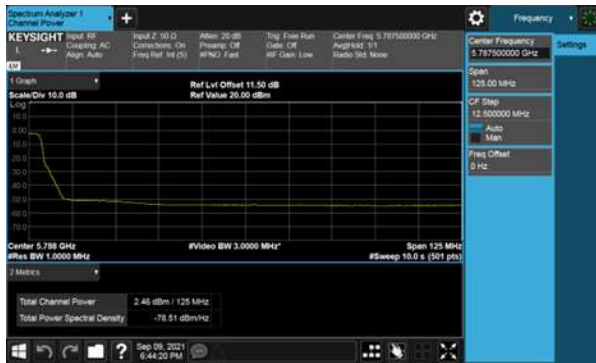 Spectrum Analyzer 1
Channel Power
Frequency
KEYSIGHT
Input: RF
Coupling: AC
Align: Auto
Input Z: 50 Ω
Corrections: On
Freq Ref: Int (S)
Atten: 20 dB
Preamp: Off
#PNO: Fast
Trig: Free Run
Gate: Off
#IF Gain: Low
Center Freq: 5.787500000 GHz
Avg|Hold: 1/1
Radio Std: None
Center Frequency
5.787500000 GHz
Settings
Span
125.00 MHz
CF Step
12.500000 MHz
Auto
Man
Freq Offset
0 Hz
1 Graph
Scale/Div 10.0 dB
Ref Lvl Offset 11.50 dB
Ref Value 20.00 dBm
Log
10.0
0.00
-10.0
-20.0
-30.0
-40.0
-50.0
-60.0
-70.0
Center 5.788 GHz
#Res BW 1.0000 MHz
#Video BW 3.0000 MHz*
Span 125 MHz
#Sweep 10.0 s (501 pts)
2 Metrics
Total Channel Power 2.46 dBm / 125 MHz
Total Power Spectral Density -78.51 dBm/Hz
Sep 09, 2021
6:44:20 PM